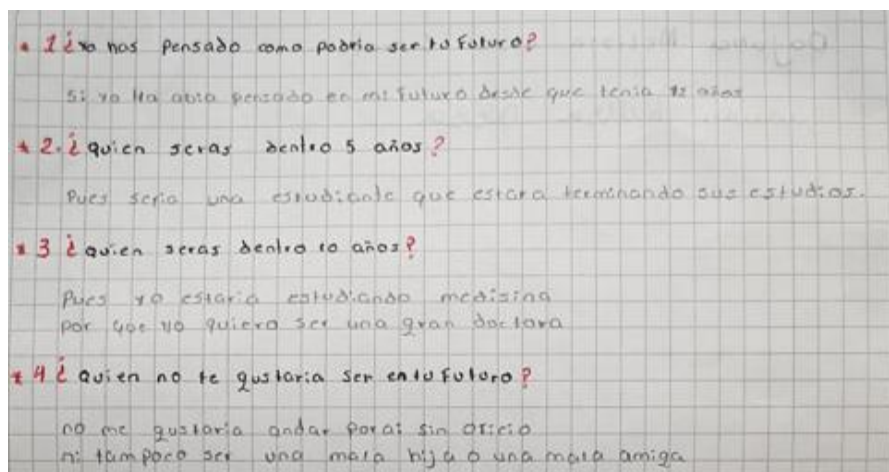 * 1 ¿ya has pensado como podria ser tu futuro?
Si yo lla abia pensado en mi futuro desde que tenia 12 años
* 2. ¿quien seras dentro 5 años?
Pues seria una estudiante que estara terminando sus estudios.
* 3 ¿quien seras dentro 10 años?
Pues yo estaria estudiando medisina
por que yo quiero ser una gran doctora
* 4 ¿quien no te gustaria ser en tu futuro?
no me gustaria andar porai sin oficio
ni tampoco ser una mala hija o una mala amiga